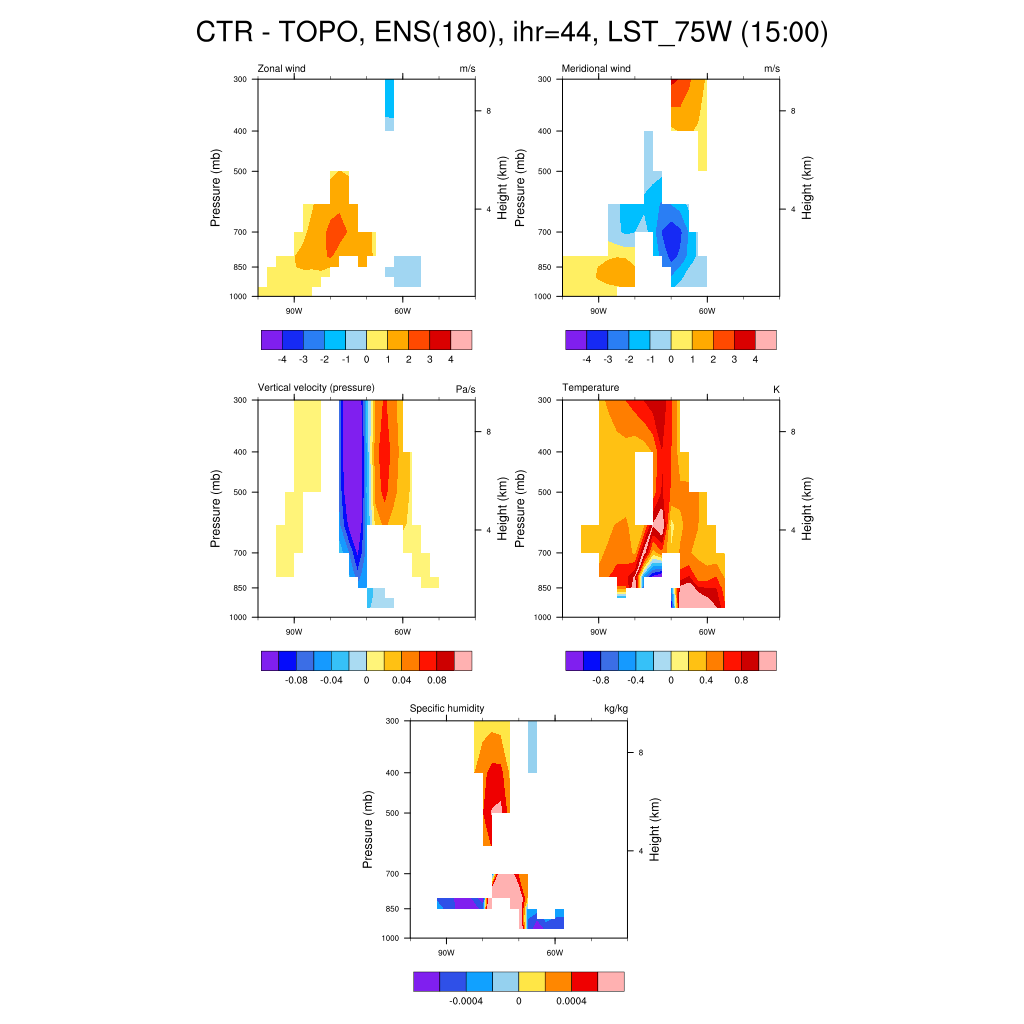 CTR - TOPO, ENS(180), ihr=44, LST_75W (15:00)
Zonal wind m/s
300
400
500
700
850
1000
Pressure (mb)
8
4
Height (km)
90W 60W
-4 -3 -2 -1 0 1 2 3 4
Meridional wind m/s
300
400
500
700
850
1000
Pressure (mb)
8
4
Height (km)
90W 60W
-4 -3 -2 -1 0 1 2 3 4
Vertical velocity (pressure) Pa/s
300
400
500
700
850
1000
Pressure (mb)
8
4
Height (km)
90W 60W
-0.08 -0.04 0 0.04 0.08
Temperature K
300
400
500
700
850
1000
Pressure (mb)
8
4
Height (km)
90W 60W
-0.8 -0.4 0 0.4 0.8
Specific humidity kg/kg
300
400
500
700
850
1000
Pressure (mb)
8
4
Height (km)
90W 60W
-0.0004 0 0.0004